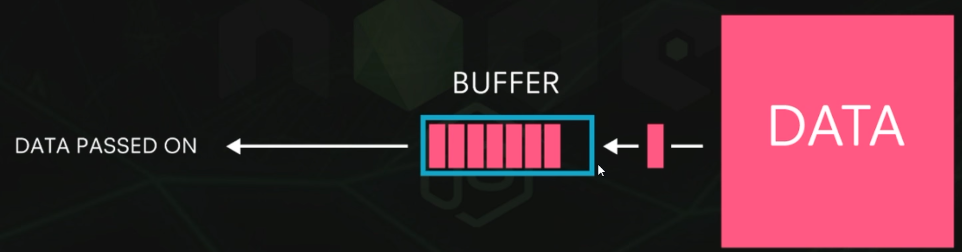 BUFFER
DATA PASSED ON
DATA